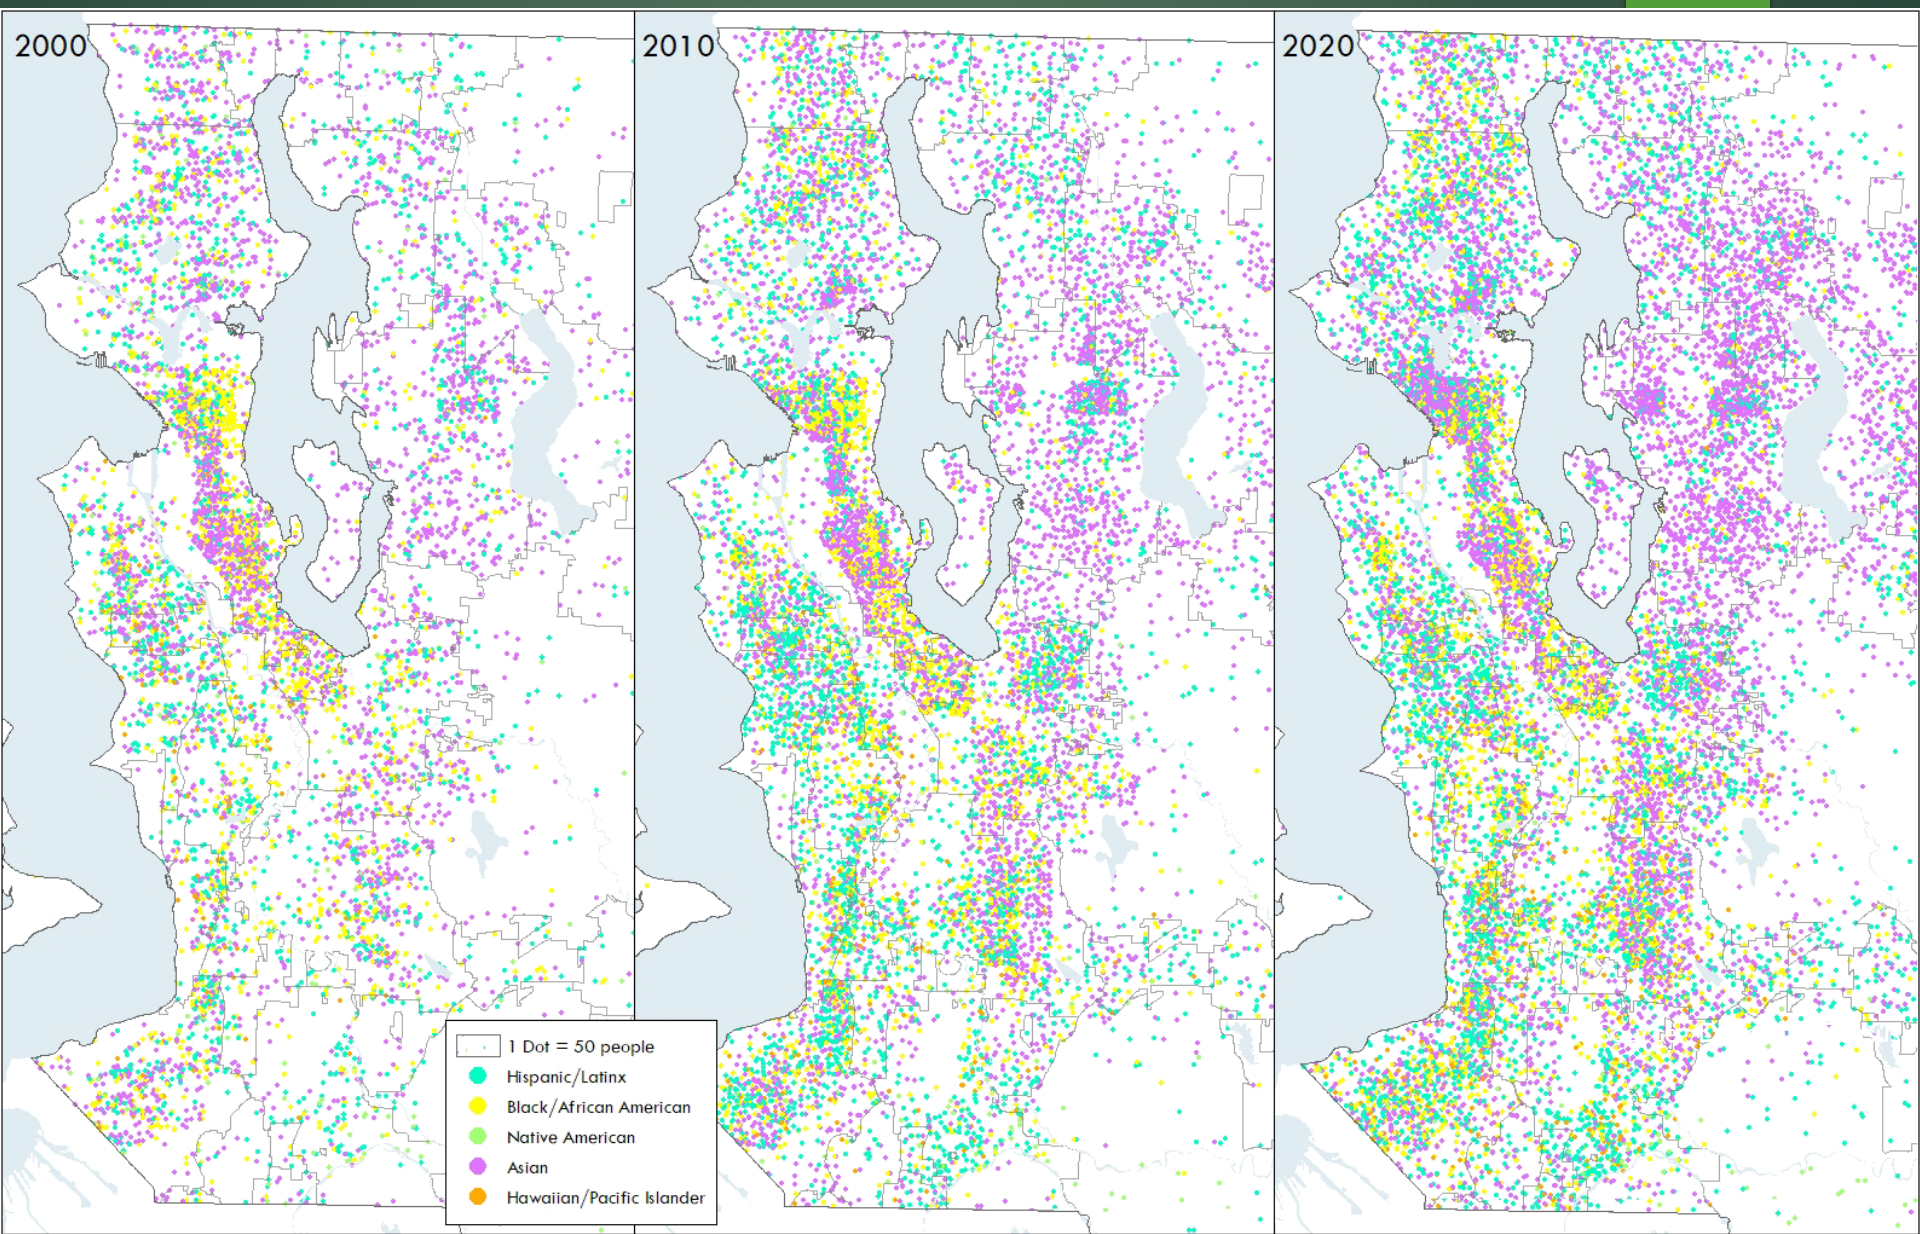 2000
2010
2020
1 Dot = 50 people
Hispanic/Latinx
Black/African American
Native American
Asian
Hawaiian/Pacific Islander